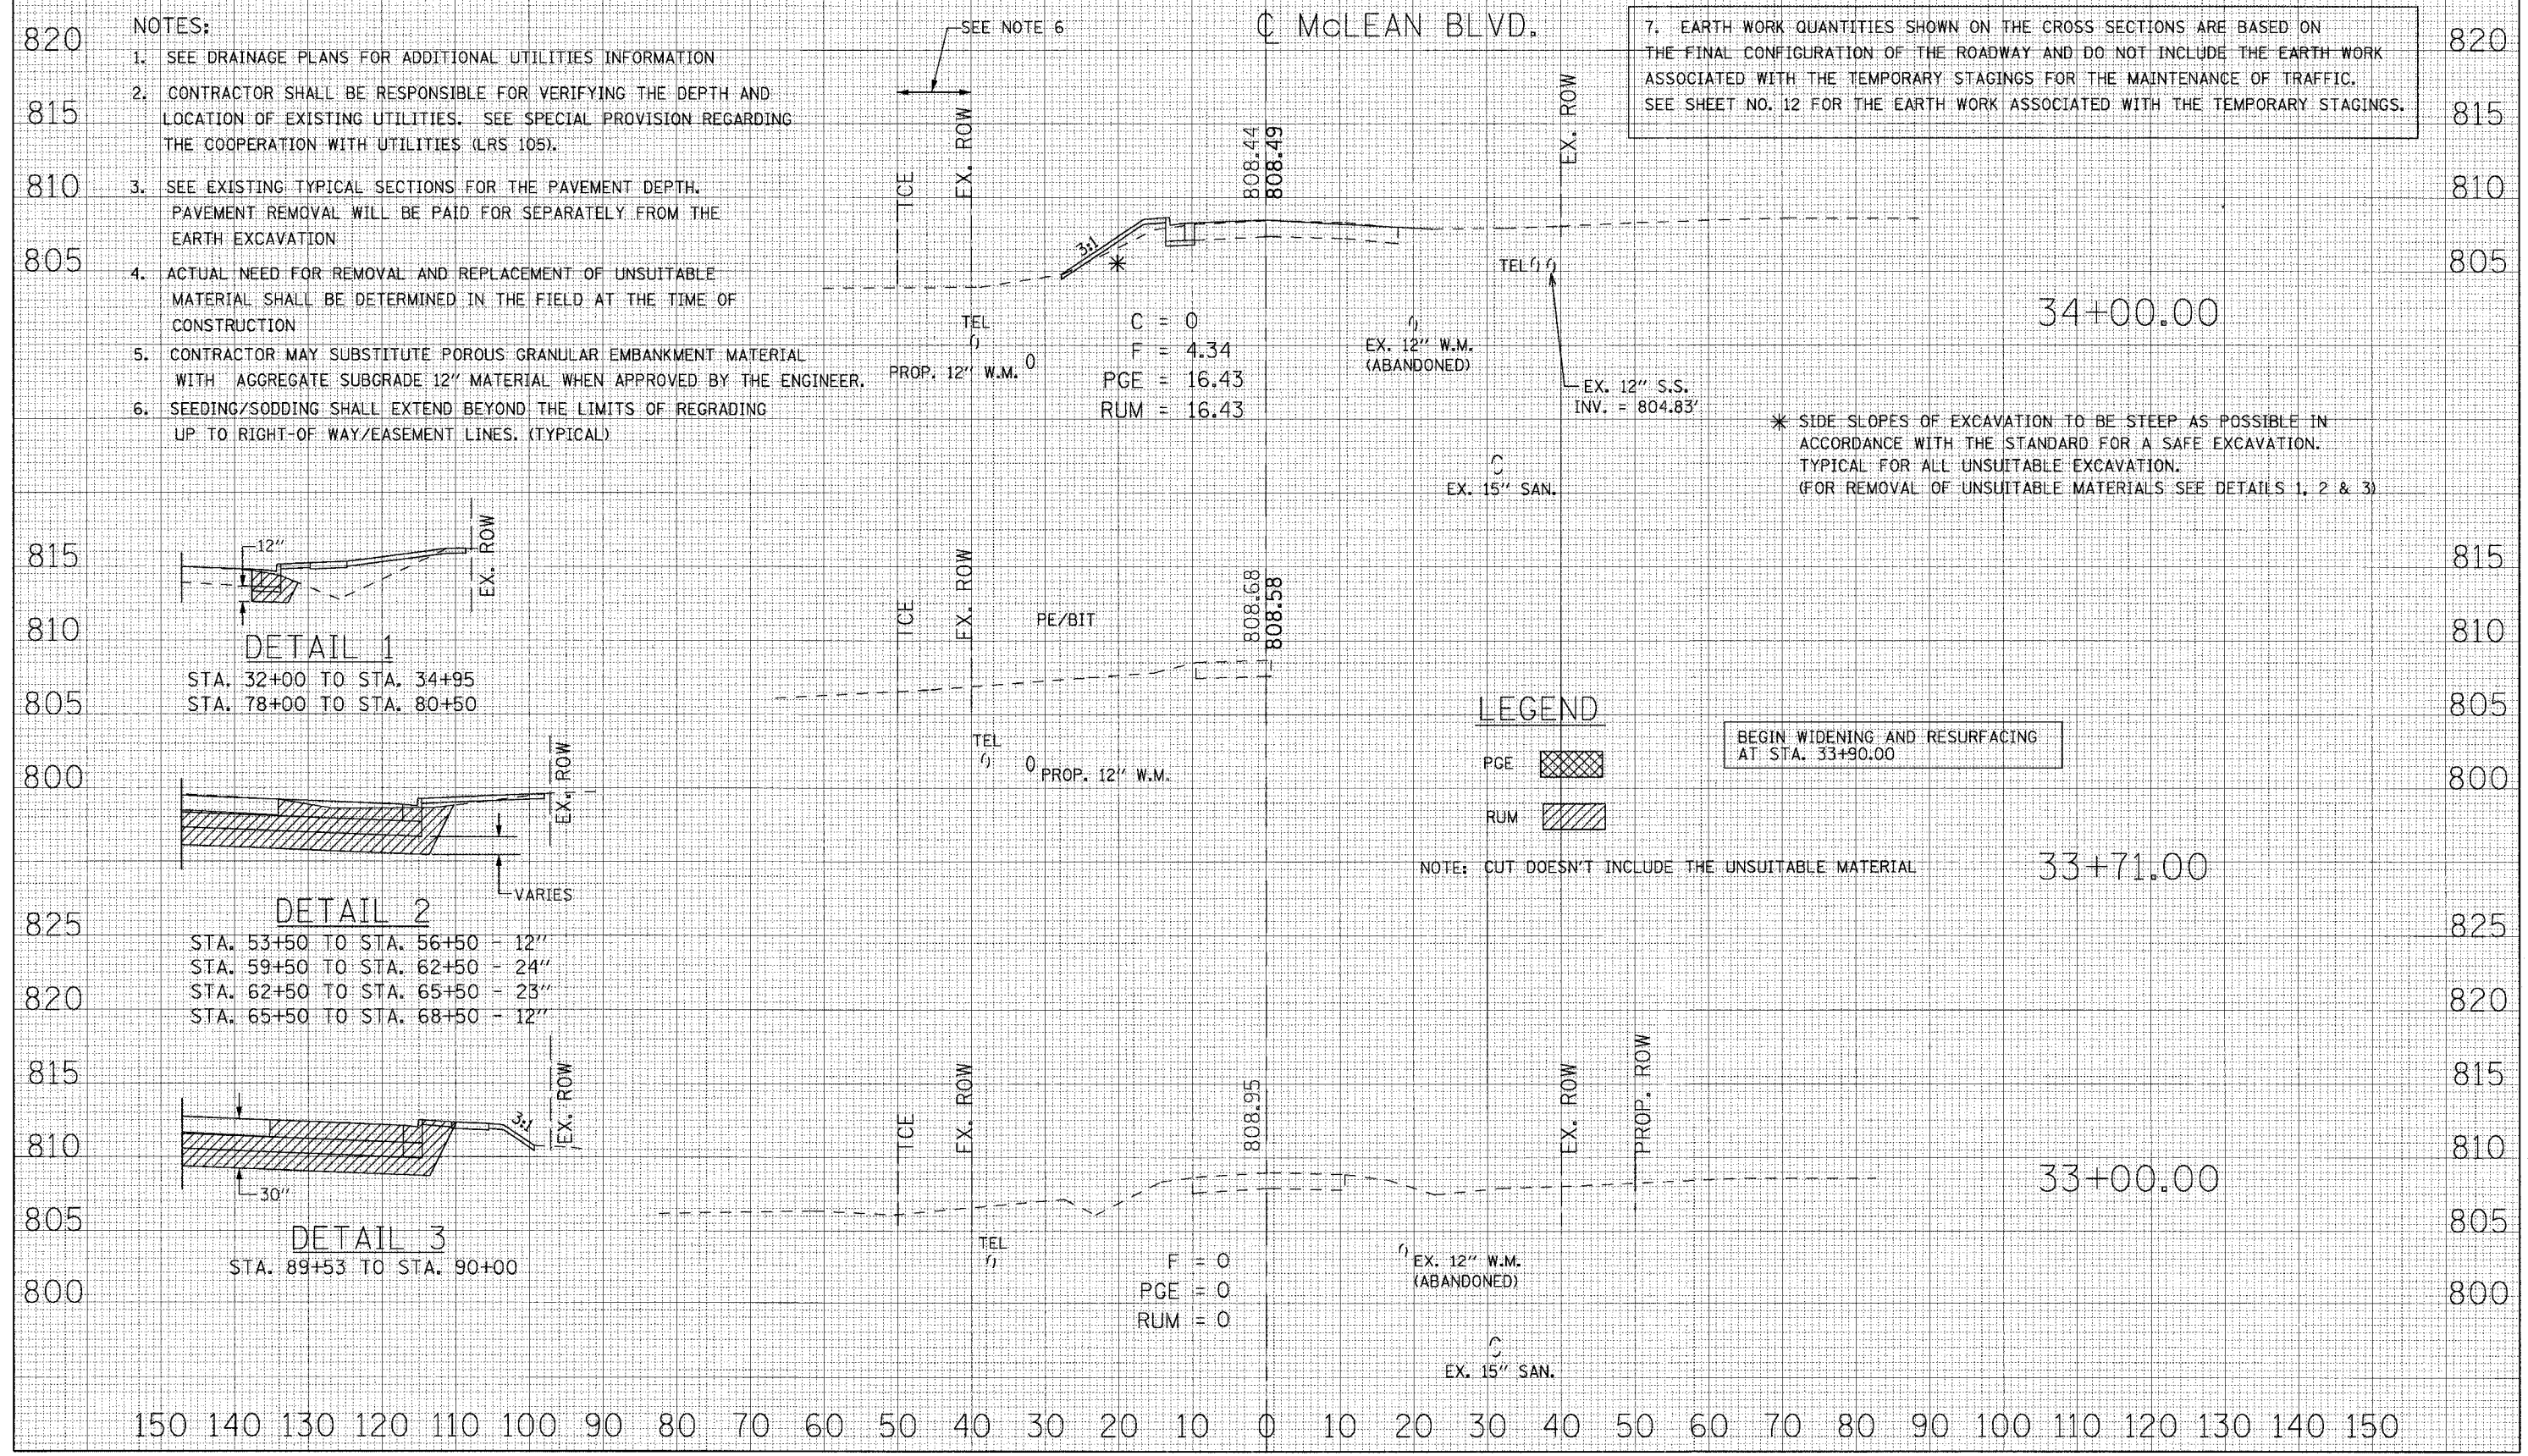 NOTES:
1. SEE DRAINAGE PLANS FOR ADDITIONAL UTILITIES INFORMATION
2. CONTRACTOR SHALL BE RESPONSIBLE FOR VERIFYING THE DEPTH AND
LOCATION OF EXISTING UTILITIES. SEE SPECIAL PROVISION REGARDING
THE COOPERATION WITH UTILITIES (LRS 105).
3. SEE EXISTING TYPICAL SECTIONS FOR THE PAVEMENT DEPTH.
PAVEMENT REMOVAL WILL BE PAID FOR SEPARATELY FROM THE
EARTH EXCAVATION
4. ACTUAL NEED FOR REMOVAL AND REPLACEMENT OF UNSUITABLE
MATERIAL SHALL BE DETERMINED IN THE FIELD AT THE TIME OF
CONSTRUCTION
5. CONTRACTOR MAY SUBSTITUTE POROUS GRANULAR EMBANKMENT MATERIAL
WITH AGGREGATE SUBGRADE 12" MATERIAL WHEN APPROVED BY THE ENGINEER.
6. SEEDING/SODDING SHALL EXTEND BEYOND THE LIMITS OF REGRADING
UP TO RIGHT-OF WAY/EASEMENT LINES. (TYPICAL)
820
815
810
805
SEE NOTE 6
℄ McLEAN BLVD.
7. EARTH WORK QUANTITIES SHOWN ON THE CROSS SECTIONS ARE BASED ON
THE FINAL CONFIGURATION OF THE ROADWAY AND DO NOT INCLUDE THE EARTH WORK
ASSOCIATED WITH THE TEMPORARY STAGINGS FOR THE MAINTENANCE OF TRAFFIC.
SEE SHEET NO. 12 FOR THE EARTH WORK ASSOCIATED WITH THE TEMPORARY STAGINGS.
820
815
810
805
TCE
EX. ROW
808.44
808.49
EX. ROW
3:1
*
TEL
34+00.00
TEL
PROP. 12" W.M.
C = 0
F = 4.34
PGE = 16.43
RUM = 16.43
EX. 12" W.M.
(ABANDONED)
EX. 12" S.S.
INV. = 804.83'
EX. 15" SAN.
* SIDE SLOPES OF EXCAVATION TO BE STEEP AS POSSIBLE IN
ACCORDANCE WITH THE STANDARD FOR A SAFE EXCAVATION.
TYPICAL FOR ALL UNSUITABLE EXCAVATION.
(FOR REMOVAL OF UNSUITABLE MATERIALS SEE DETAILS 1, 2 & 3)
815
810
805
800
12"
EX. ROW
DETAIL 1
STA. 32+00 TO STA. 34+95
STA. 78+00 TO STA. 80+50
EX. ROW
VARIES
DETAIL 2
STA. 53+50 TO STA. 56+50 - 12"
STA. 59+50 TO STA. 62+50 - 24"
STA. 62+50 TO STA. 65+50 - 23"
STA. 65+50 TO STA. 68+50 - 12"
TCE
EX. ROW
PE/BIT
808.68
808.58
TEL
PROP. 12" W.M.
LEGEND
PGE
RUM
BEGIN WIDENING AND RESURFACING
AT STA. 33+90.00
NOTE: CUT DOESN'T INCLUDE THE UNSUITABLE MATERIAL
33+71.00
815
810
805
800
825
820
815
810
805
800
3:1
EX. ROW
30"
DETAIL 3
STA. 89+53 TO STA. 90+00
TCE
EX. ROW
808.95
EX. ROW
PROP. ROW
33+00.00
TEL
F = 0
PGE = 0
RUM = 0
EX. 12" W.M.
(ABANDONED)
EX. 15" SAN.
825
820
815
810
805
800
150 140 130 120 110 100 90 80 70 60 50 40 30 20 10 0 10 20 30 40 50 60 70 80 90 100 110 120 130 140 150